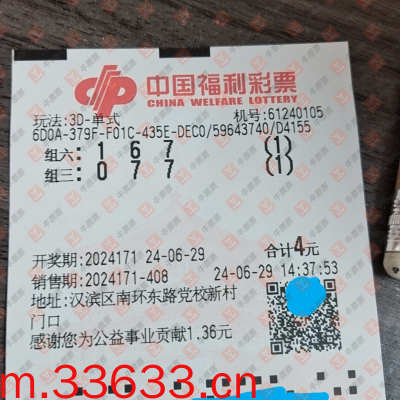 中国福利彩票
CHINA WELFARE LOTTERY
玩法:3D-单式 机号:61240105
6D0A-379F-F01C-435E-DEC0/59643740/D4155
组六: 1 6 7 (1)
组三: 0 7 7 (1)
开奖期:2024171 24-06-29 合计4元
销售期:2024171-408 24-06-29 14:37:53
地址:汉滨区南环东路党校新村
门口
感谢您为公益事业贡献1.36元
m.33633.cn